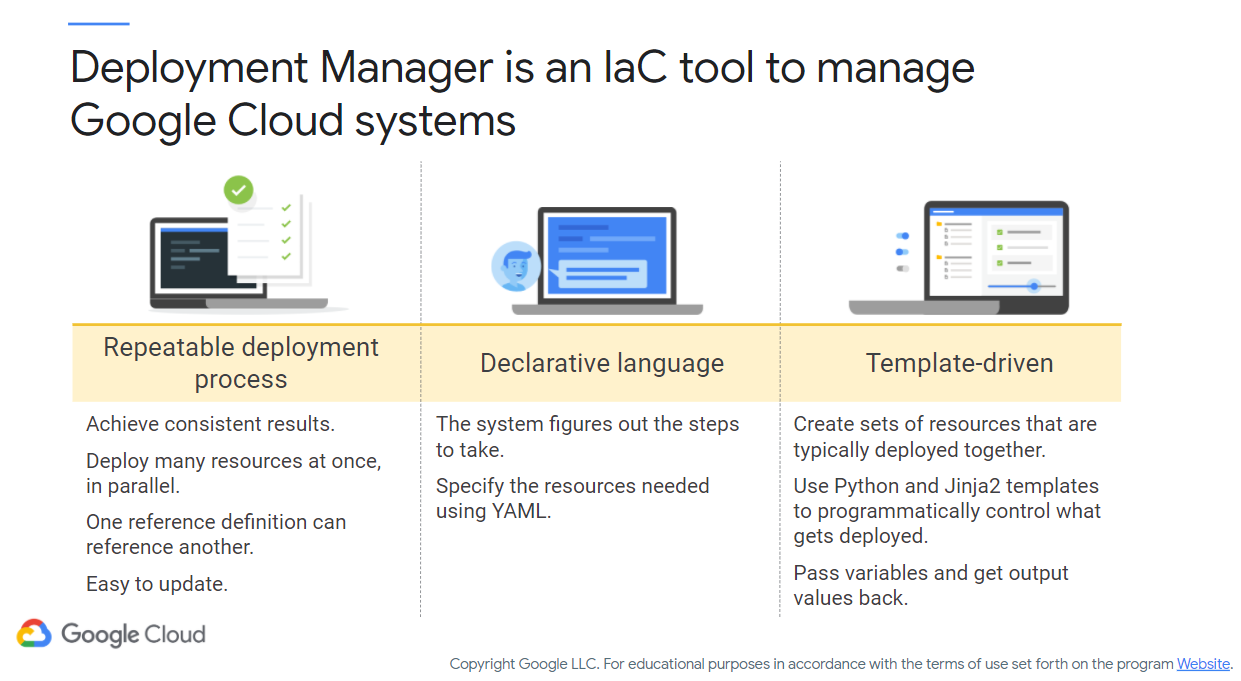 Deployment Manager is an IaC tool to manage
Google Cloud systems
Repeatable deployment
process
Achieve consistent results.
Deploy many resources at once,
in parallel.
One reference definition can
reference another.
Easy to update.
Declarative language
The system figures out the steps
to take.
Specify the resources needed
using YAML.
Template-driven
Create sets of resources that are
typically deployed together.
Use Python and Jinja2 templates
to programmatically control what
gets deployed.
Pass variables and get output
values back.
Google Cloud
Copyright Google LLC. For educational purposes in accordance with the terms of use set forth on the program Website.